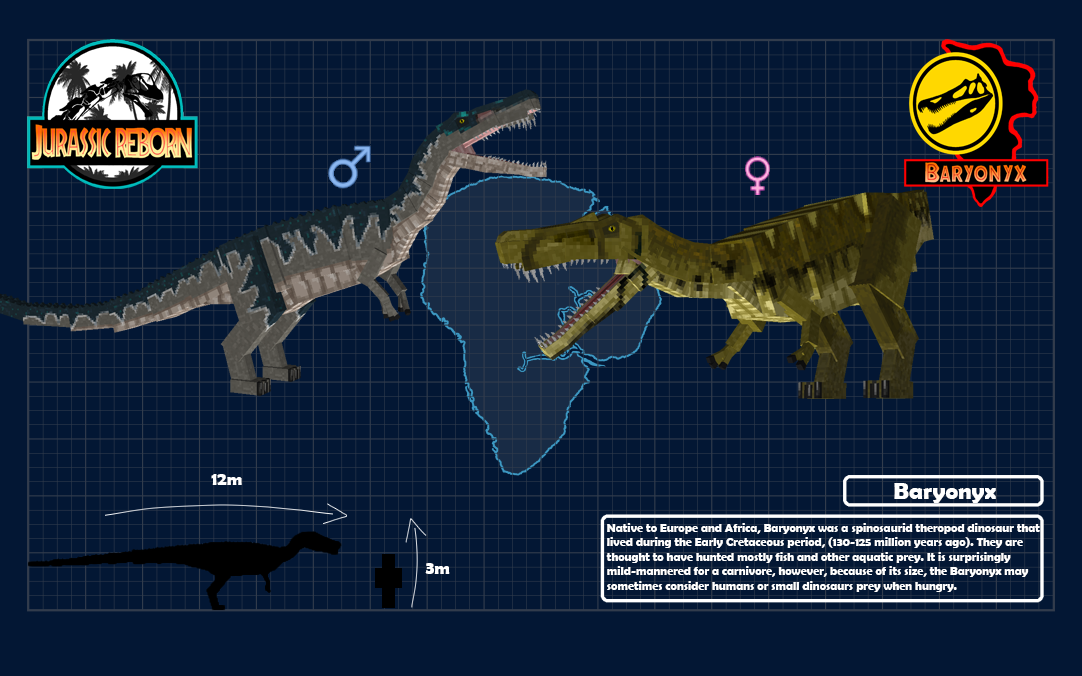 JURASSIC REBORN
BARYONYX
12m
3m
Baryonyx
Native to Europe and Africa, Baryonyx was a spinosaurid theropod dinosaur that
lived during the Early Cretaceous period, (130-125 million years ago). They are
thought to have hunted mostly fish and other aquatic prey. It is surprisingly
mild-mannered for a carnivore, however, because of its size, the Baryonyx may
sometimes consider humans or small dinosaurs prey when hungry.